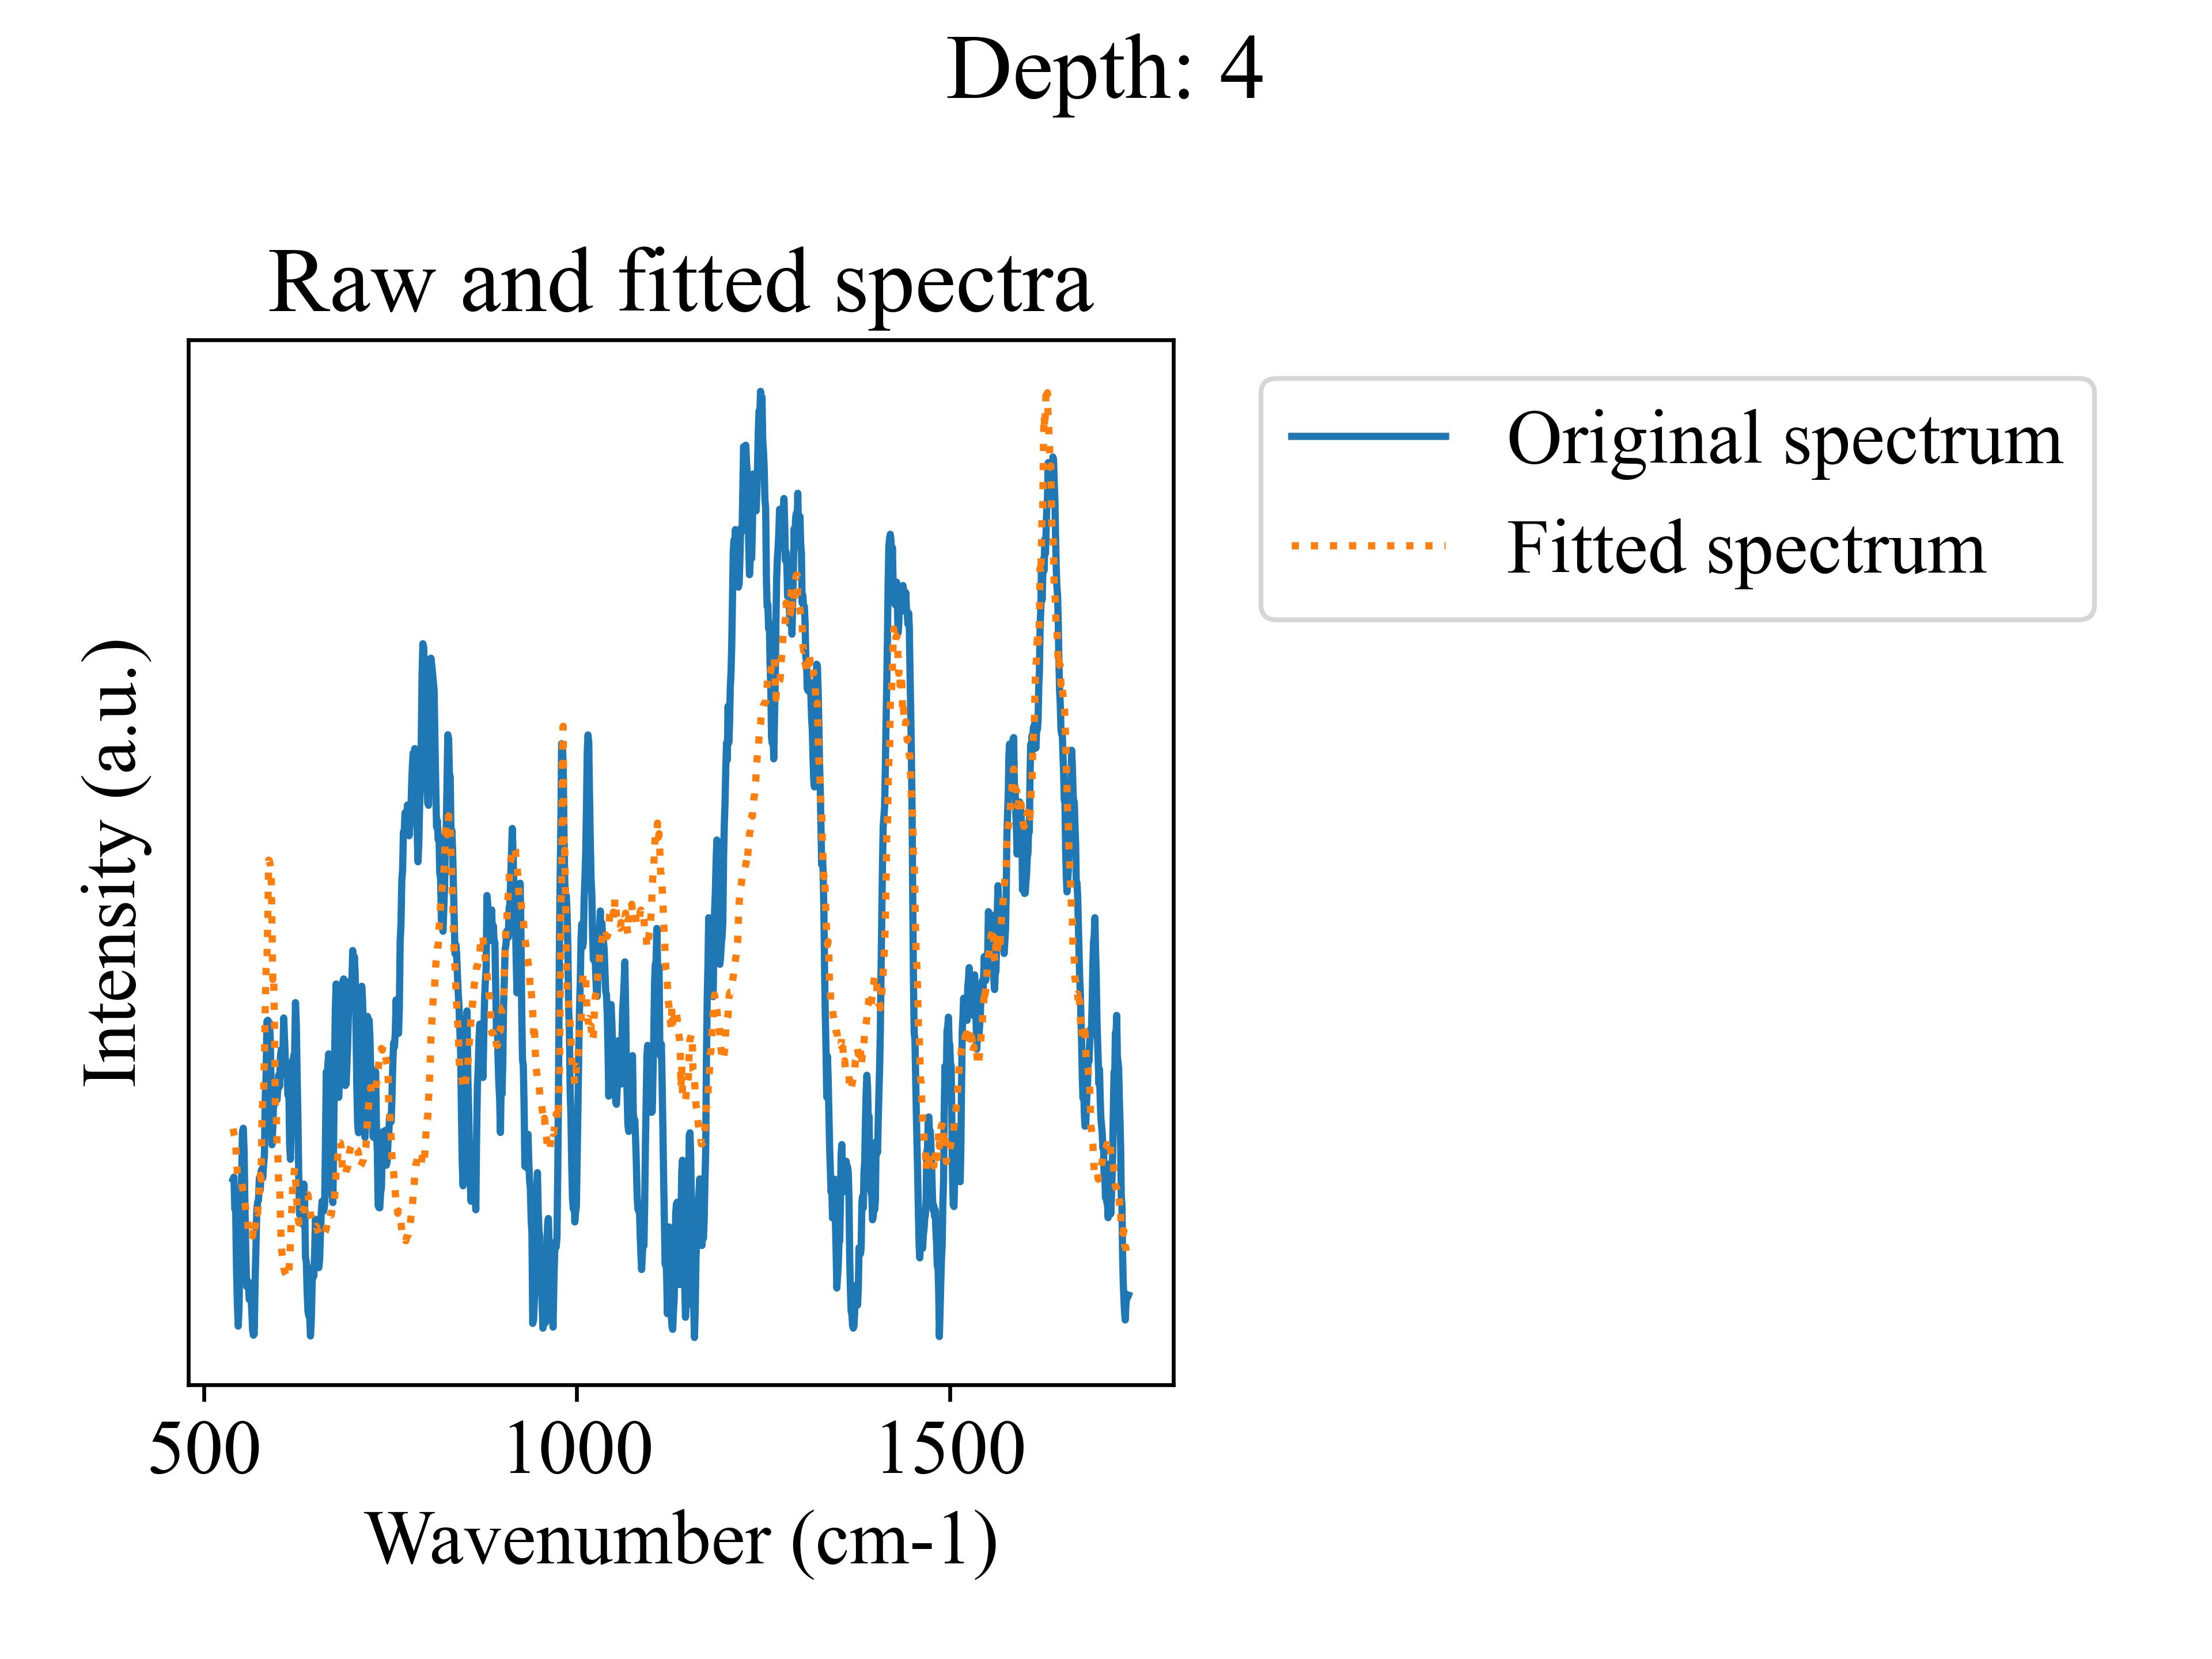 Depth: 4
Raw and fitted spectra
Original spectrum
Fitted spectrum
Intensity (a.u.)
500 1000 1500
Wavenumber (cm-1)